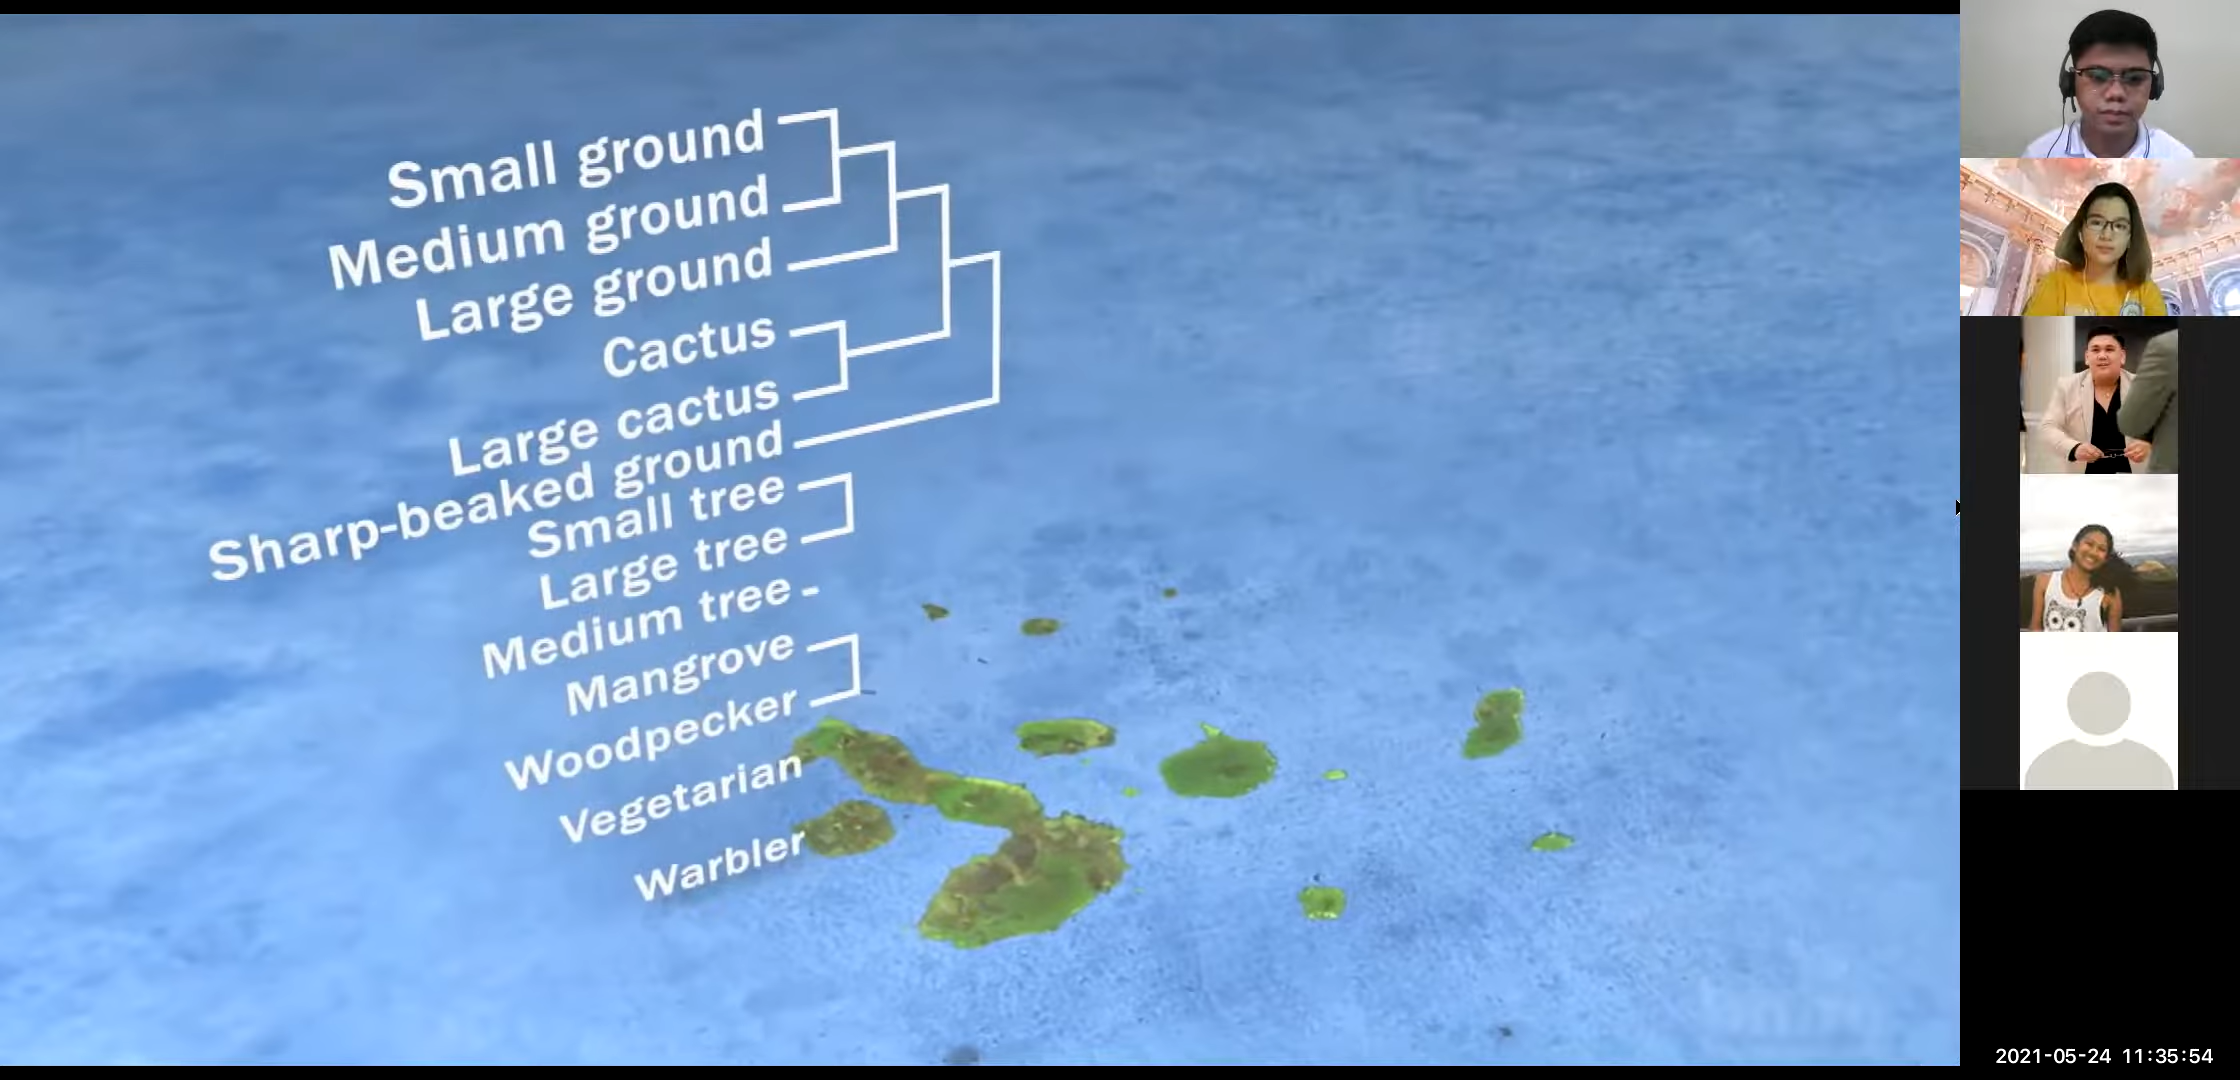 Small ground
Medium ground
Large ground
Cactus
Large cactus
Sharp-beaked ground
Small tree
Large tree
Medium tree
Mangrove
Woodpecker
Vegetarian
Warbler
2021-05-24 11:35:54